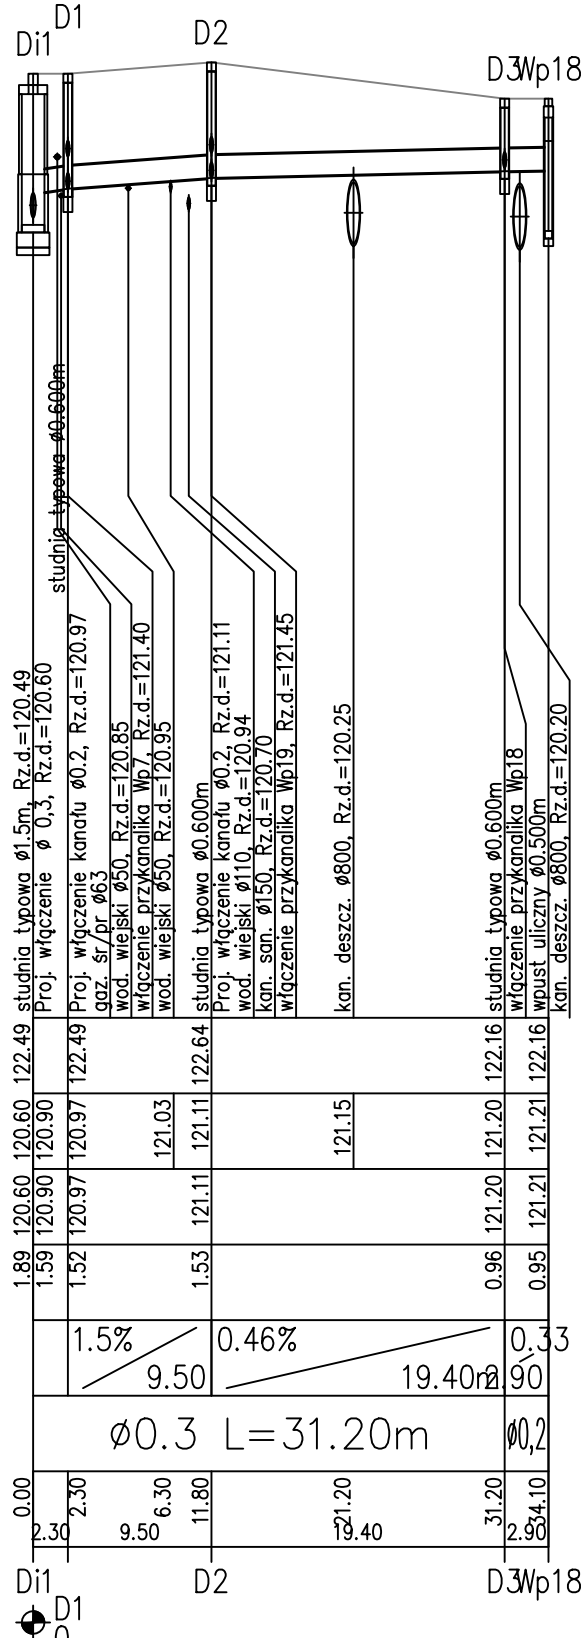 Di1
D1
D2
D3
Wp18
studnia typowa ø1.5m, Rz.d.=120.49
Proj. włączenie ø 0,3, Rz.d.=120.60
studnia typowa ø0.600m
Proj. włączenie kanału ø0.2, Rz.d.=120.97
gaz. śr/pr ø63
wod. wiejski ø50, Rz.d.=120.85
włączenie przykanalika Wp7, Rz.d.=121.40
wod. wiejski ø50, Rz.d.=120.95
studnia typowa ø0.600m
Proj. włączenie kanału ø0.2, Rz.d.=121.11
wod. wiejski ø110, Rz.d.=120.94
kan. san. ø150, Rz.d.=120.70
włączenie przykanalika Wp19, Rz.d.=121.45
kan. deszcz. ø800, Rz.d.=120.25
studnia typowa ø0.600m
włączenie przykanalika Wp18
wpust uliczny ø0.500m
kan. deszcz. ø800, Rz.d.=120.20
122.49 122.49 122.64 122.16 122.16
120.60 120.90 120.97 121.03 121.11 121.15 121.20 121.21
120.60 120.90 120.97 121.11 121.20 121.21
1.89 1.59 1.52 1.53 0.96 0.95
1.5% 0.46% 0.33
9.50 19.40m 2.90
ø0.3 L=31.20m ø0,2
0.00 2.30 6.30 11.80 21.20 31.20 34.10
2.30 9.50 19.40 2.90
Di1 D2 D3 Wp18
D1